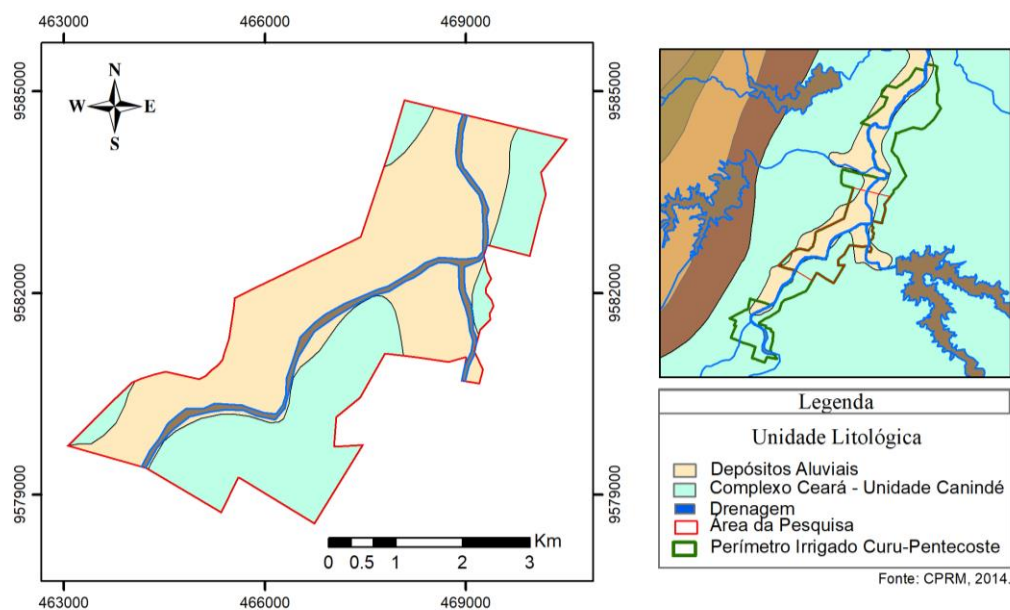 463000 466000 469000
9585000 9585000
N
W E
S
9582000 9582000
9579000 9579000
Km
0 0.5 1 2 3
463000 466000 469000
Legenda
Unidade Litológica
Depósitos Aluviais
Complexo Ceará - Unidade Canindé
Drenagem
Área da Pesquisa
Perímetro Irrigado Curu-Pentecoste
Fonte: CPRM, 2014.